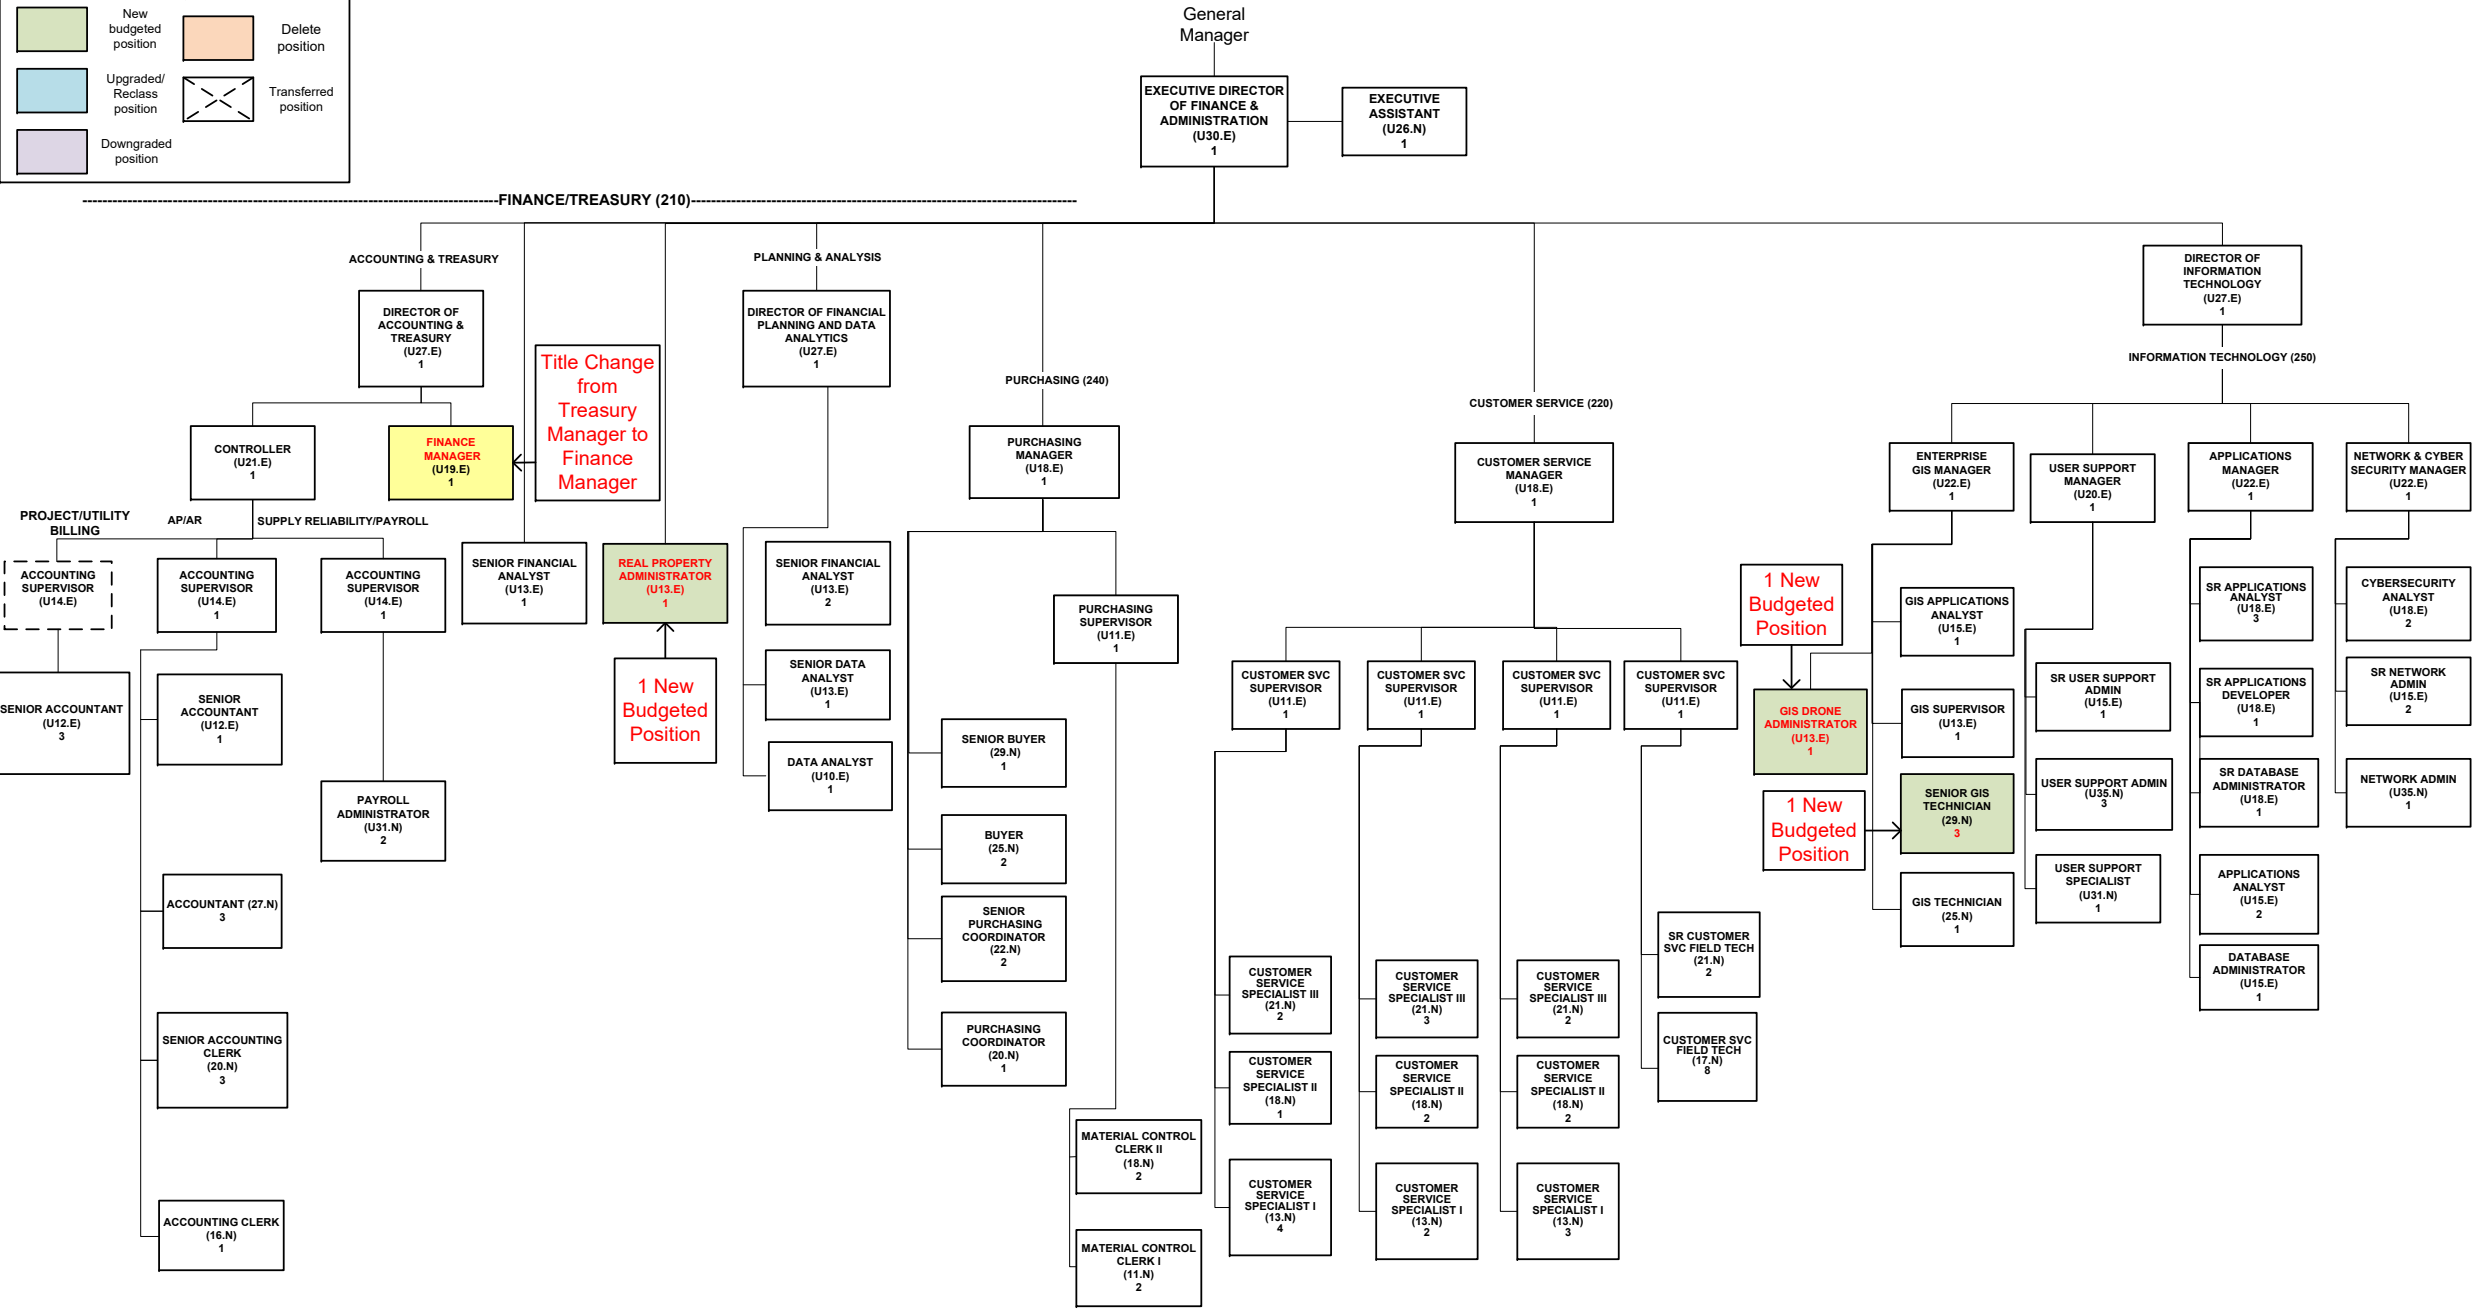 New
budgeted
position
Delete
position
Upgraded/
Reclass
position
Transferred
position
Downgraded
position
General
Manager
EXECUTIVE DIRECTOR
OF FINANCE &
ADMINISTRATION
(U30.E)
1
EXECUTIVE
ASSISTANT
(U26.N)
1
FINANCE/TREASURY (210)
ACCOUNTING & TREASURY
DIRECTOR OF
ACCOUNTING &
TREASURY
(U27.E)
1
CONTROLLER
(U21.E)
1
FINANCE
MANAGER
(U19.E)
1
Title Change
from
Treasury
Manager to
Finance
Manager
PROJECT/UTILITY
BILLING
AP/AR
SUPPLY RELIABILITY/PAYROLL
ACCOUNTING
SUPERVISOR
(U14.E)
ACCOUNTING
SUPERVISOR
(U14.E)
1
ACCOUNTING
SUPERVISOR
(U14.E)
1
SENIOR ACCOUNTANT
(U12.E)
3
SENIOR
ACCOUNTANT
(U12.E)
1
PAYROLL
ADMINISTRATOR
(U31.N)
2
ACCOUNTANT (27.N)
3
SENIOR ACCOUNTING
CLERK
(20.N)
3
ACCOUNTING CLERK
(16.N)
1
SENIOR FINANCIAL
ANALYST
(U13.E)
1
REAL PROPERTY
ADMINISTRATOR
(U13.E)
1
1 New
Budgeted
Position
PLANNING & ANALYSIS
DIRECTOR OF FINANCIAL
PLANNING AND DATA
ANALYTICS
(U27.E)
1
SENIOR FINANCIAL
ANALYST
(U13.E)
2
SENIOR DATA
ANALYST
(U13.E)
1
DATA ANALYST
(U10.E)
1
PURCHASING (240)
PURCHASING
MANAGER
(U18.E)
1
PURCHASING
SUPERVISOR
(U11.E)
1
SENIOR BUYER
(29.N)
1
BUYER
(25.N)
2
SENIOR
PURCHASING
COORDINATOR
(22.N)
2
PURCHASING
COORDINATOR
(20.N)
1
MATERIAL CONTROL
CLERK II
(18.N)
2
MATERIAL CONTROL
CLERK I
(11.N)
2
CUSTOMER SERVICE (220)
CUSTOMER SERVICE
MANAGER
(U18.E)
1
CUSTOMER SVC
SUPERVISOR
(U11.E)
1
CUSTOMER SVC
SUPERVISOR
(U11.E)
1
CUSTOMER SVC
SUPERVISOR
(U11.E)
1
CUSTOMER SVC
SUPERVISOR
(U11.E)
1
CUSTOMER
SERVICE
SPECIALIST III
(21.N)
2
CUSTOMER
SERVICE
SPECIALIST II
(18.N)
1
CUSTOMER
SERVICE
SPECIALIST I
(13.N)
4
CUSTOMER
SERVICE
SPECIALIST III
(21.N)
3
CUSTOMER
SERVICE
SPECIALIST II
(18.N)
2
CUSTOMER
SERVICE
SPECIALIST I
(13.N)
2
CUSTOMER
SERVICE
SPECIALIST III
(21.N)
2
CUSTOMER
SERVICE
SPECIALIST II
(18.N)
2
CUSTOMER
SERVICE
SPECIALIST I
(13.N)
3
SR CUSTOMER
SVC FIELD TECH
(21.N)
2
CUSTOMER SVC
FIELD TECH
(17.N)
8
DIRECTOR OF
INFORMATION
TECHNOLOGY
(U27.E)
1
INFORMATION TECHNOLOGY (250)
ENTERPRISE
GIS MANAGER
(U22.E)
1
USER SUPPORT
MANAGER
(U20.E)
1
APPLICATIONS
MANAGER
(U22.E)
1
NETWORK & CYBER
SECURITY MANAGER
(U22.E)
1
1 New
Budgeted
Position
GIS DRONE
ADMINISTRATOR
(U13.E)
1
1 New
Budgeted
Position
GIS APPLICATIONS
ANALYST
(U15.E)
1
GIS SUPERVISOR
(U13.E)
1
SENIOR GIS
TECHNICIAN
(29.N)
3
GIS TECHNICIAN
(25.N)
1
SR USER SUPPORT
ADMIN
(U15.E)
1
USER SUPPORT ADMIN
(U35.N)
3
USER SUPPORT
SPECIALIST
(U31.N)
1
SR APPLICATIONS
ANALYST
(U18.E)
3
SR APPLICATIONS
DEVELOPER
(U18.E)
1
SR DATABASE
ADMINISTRATOR
(U18.E)
1
APPLICATIONS
ANALYST
(U15.E)
2
DATABASE
ADMINISTRATOR
(U15.E)
1
CYBERSECURITY
ANALYST
(U18.E)
2
SR NETWORK
ADMIN
(U15.E)
2
NETWORK ADMIN
(U35.N)
1